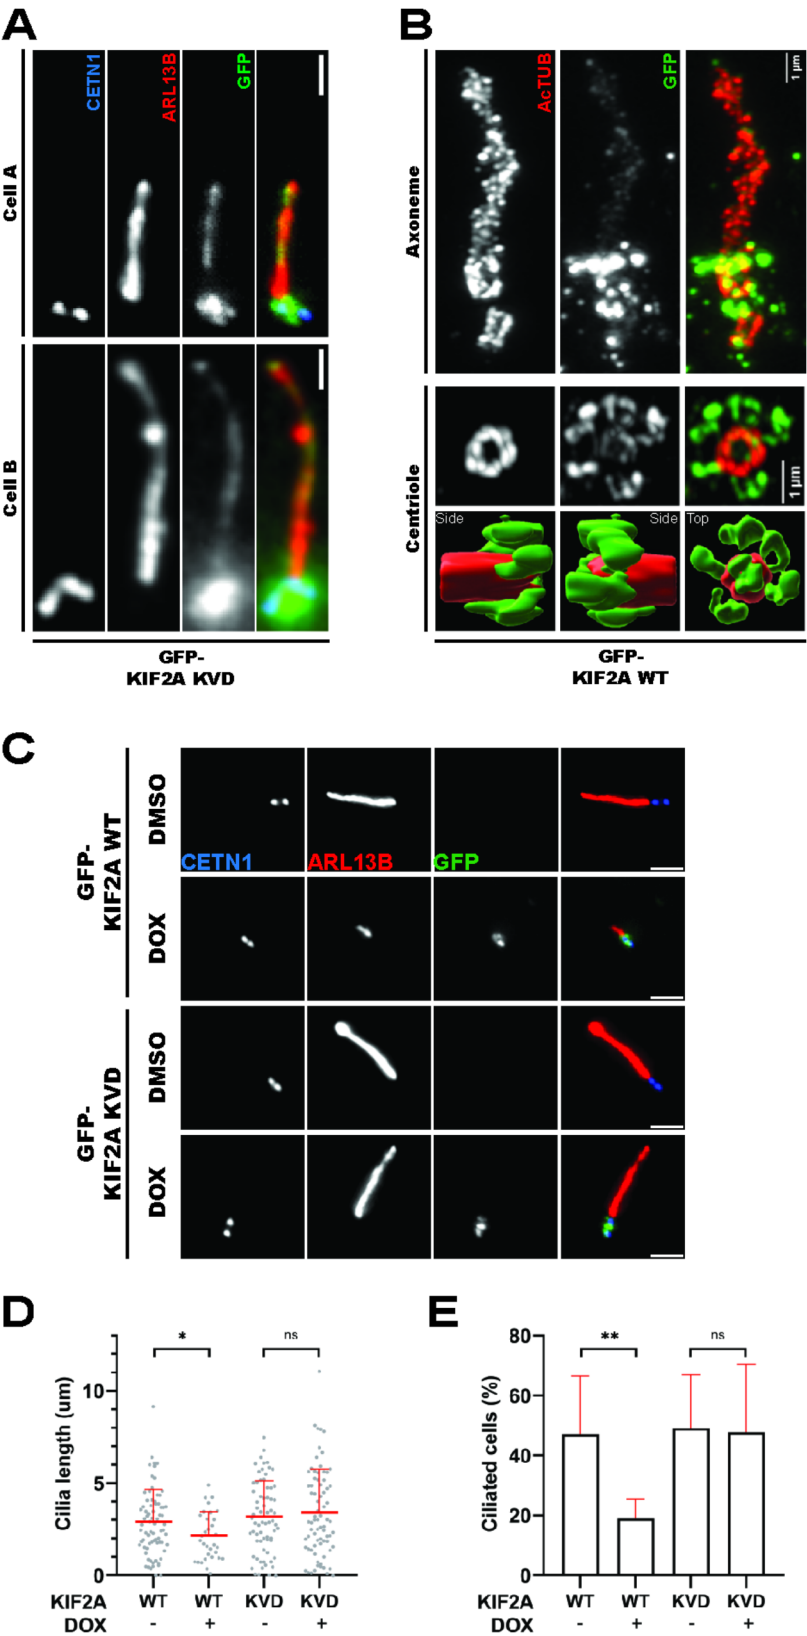 A
B
CETN1
ARL13B
GFP
Cell A
Cell B
GFP-
KIF2A KVD
AcTUB
GFP
1 µm
Axoneme
1 µm
Centriole
Side
Side
Top
GFP-
KIF2A WT
C
GFP-
KIF2A WT
DMSO
CETN1
ARL13B
GFP
DOX
GFP-
KIF2A KVD
DMSO
DOX
D
Cilia length (um)
10
5
0
*
ns
KIF2A WT WT KVD KVD
DOX - + - +
E
Ciliated cells (%)
80
60
40
20
0
**
ns
KIF2A WT WT KVD KVD
DOX - + - +